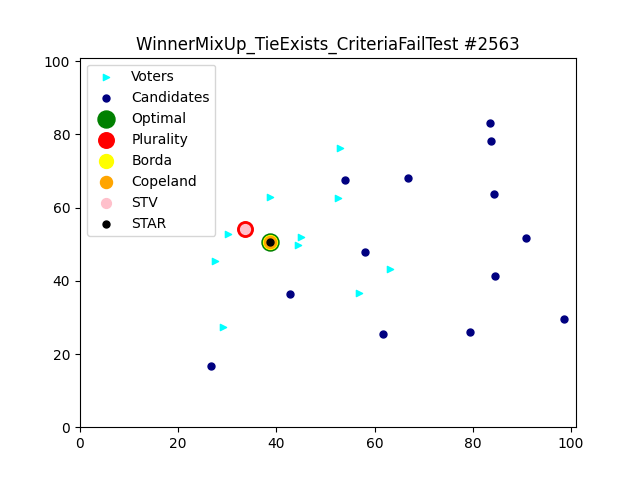 WinnerMixUp_TieExists_CriteriaFailTest #2563
100
80
60
40
20
0
Voters
Candidates
Optimal
Plurality
Borda
Copeland
STV
STAR
0 20 40 60 80 100